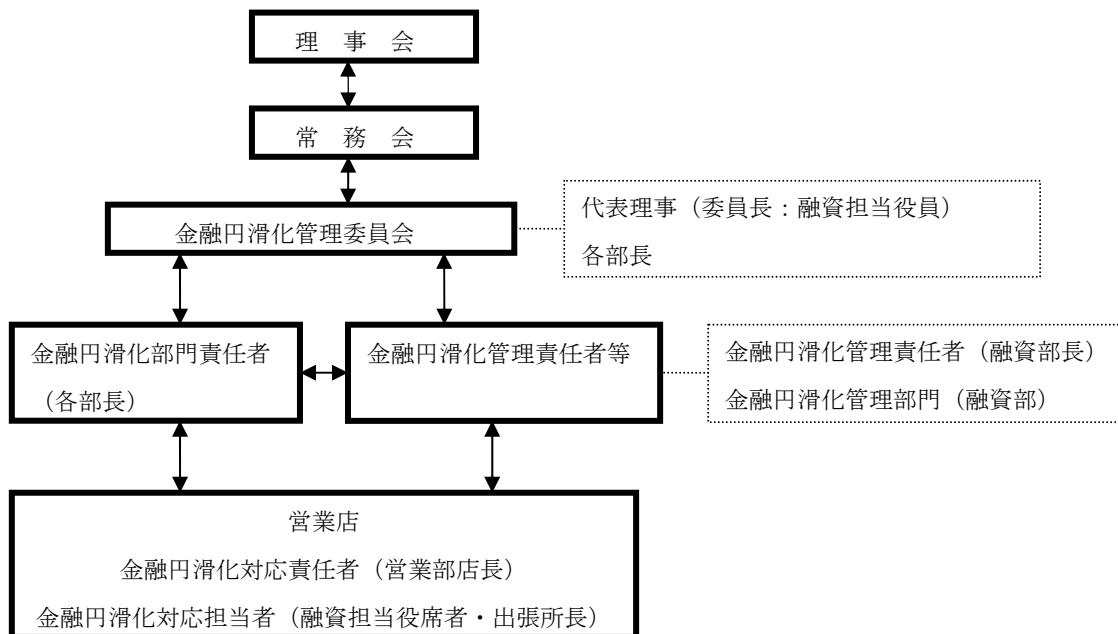 理　事　会
常　務　会
金融円滑化管理委員会
代表理事（委員長：融資担当役員）
各部長
金融円滑化部門責任者
（各部長）
金融円滑化管理責任者等
金融円滑化管理責任者（融資部長）
金融円滑化管理部門（融資部）
営業店
金融円滑化対応責任者（営業部店長）
金融円滑化対応担当者（融資担当役席者・出張所長）